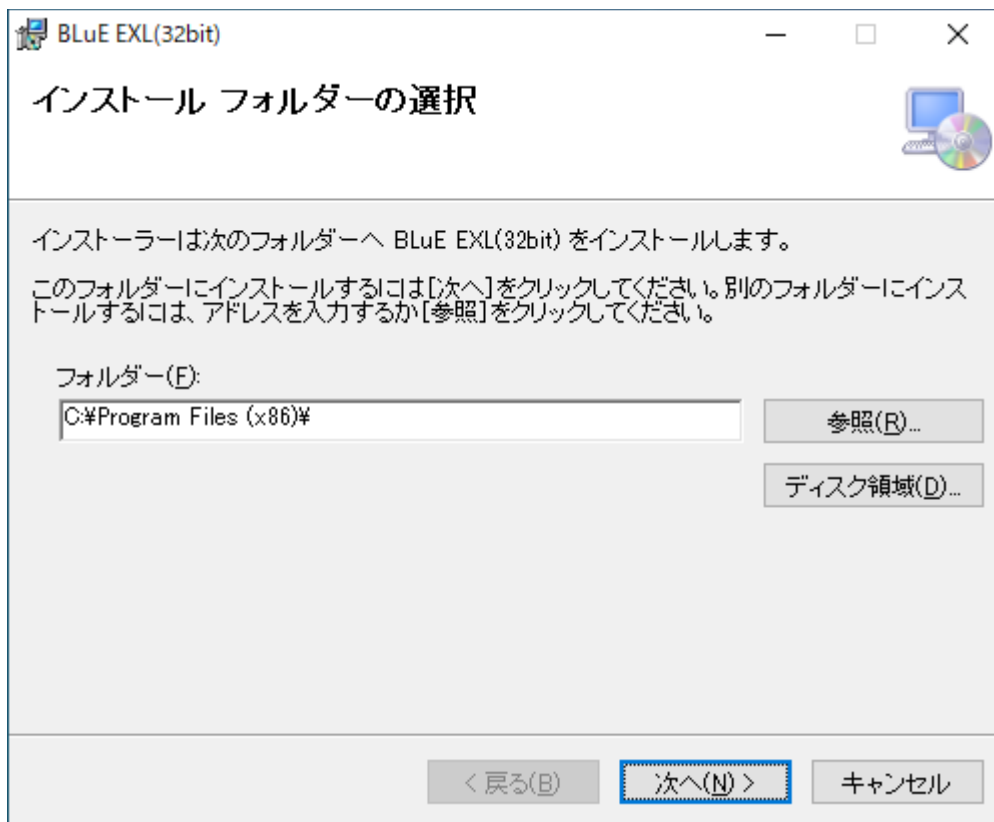 BLuE EXL(32bit)
インストール フォルダーの選択
インストーラーは次のフォルダーへ BLuE EXL(32bit) をインストールします。
このフォルダーにインストールするには[次へ]をクリックしてください。別のフォルダーにインス
トールするには、アドレスを入力するか[参照]をクリックしてください。
フォルダー(F):
C:¥Program Files (x86)¥
参照(R)...
ディスク領域(D)...
< 戻る(B)
次へ(N) >
キャンセル